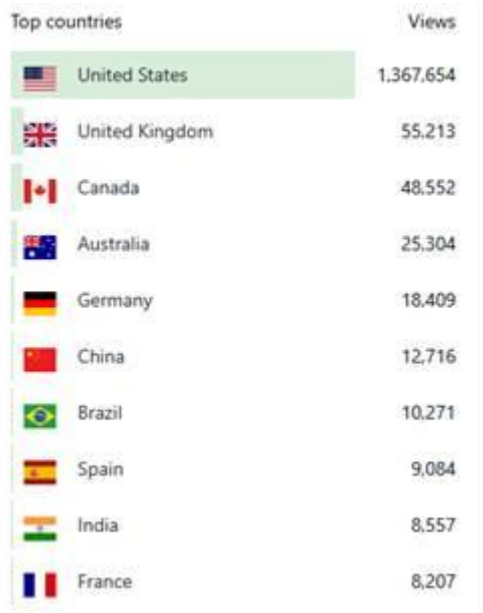 Top countries Views
United States 1,367,654
United Kingdom 55,213
Canada 48,552
Australia 25,304
Germany 18,409
China 12,716
Brazil 10,271
Spain 9,084
India 8,557
France 8,207